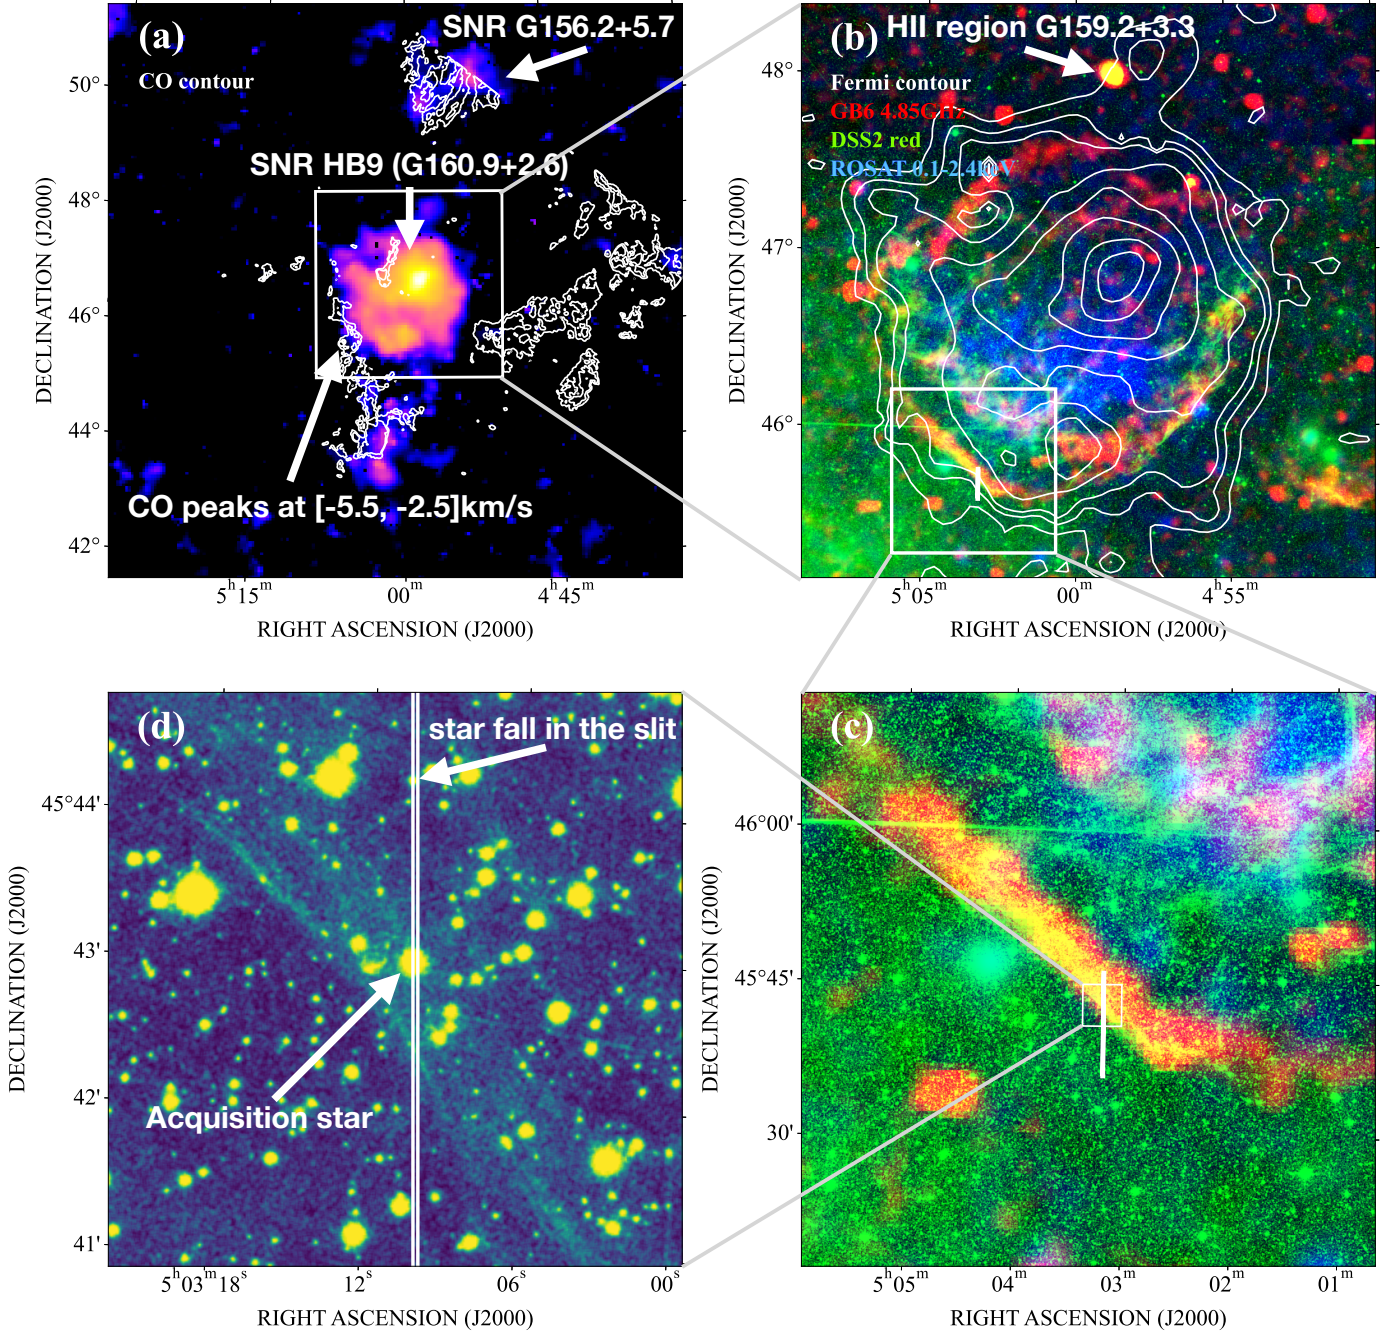 (a)
SNR G156.2+5.7
CO contour
SNR HB9 (G160.9+2.6)
CO peaks at [-5.5, -2.5]km/s
50°
48°
46°
44°
42°
DECLINATION (J2000)
5ʰ15ᵐ
00ᵐ
4ʰ45ᵐ
RIGHT ASCENSION (J2000)
(b)
HII region G159.2+3.3
Fermi contour
GB6 4.85GHz
DSS2 red
ROSAT 0.1-2.4keV
48°
47°
46°
DECLINATION (J2000)
5ʰ05ᵐ
00ᵐ
4ʰ55ᵐ
RIGHT ASCENSION (J2000)
(d)
star fall in the slit
Acquisition star
45°44'
43'
42'
41'
DECLINATION (J2000)
5ʰ03ᵐ18ˢ
12ˢ
06ˢ
00ˢ
RIGHT ASCENSION (J2000)
(c)
46°00'
45°45'
30'
DECLINATION (J2000)
5ʰ05ᵐ
04ᵐ
03ᵐ
02ᵐ
01ᵐ
RIGHT ASCENSION (J2000)